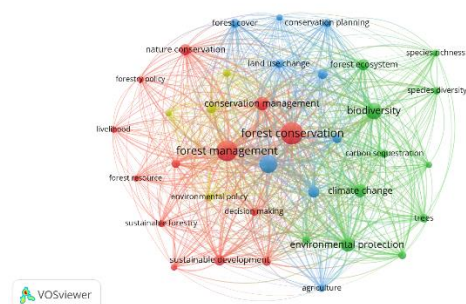 forest cover
conservation planning
nature conservation
land use change
forest ecosystem
species richness
forestry policy
species diversity
conservation management
biodiversity
livelihood
forest conservation
forest management
carbon sequestration
forest resource
environmental policy
climate change
decision making
sustainable forestry
trees
environmental protection
sustainable development
agriculture
VOSviewer